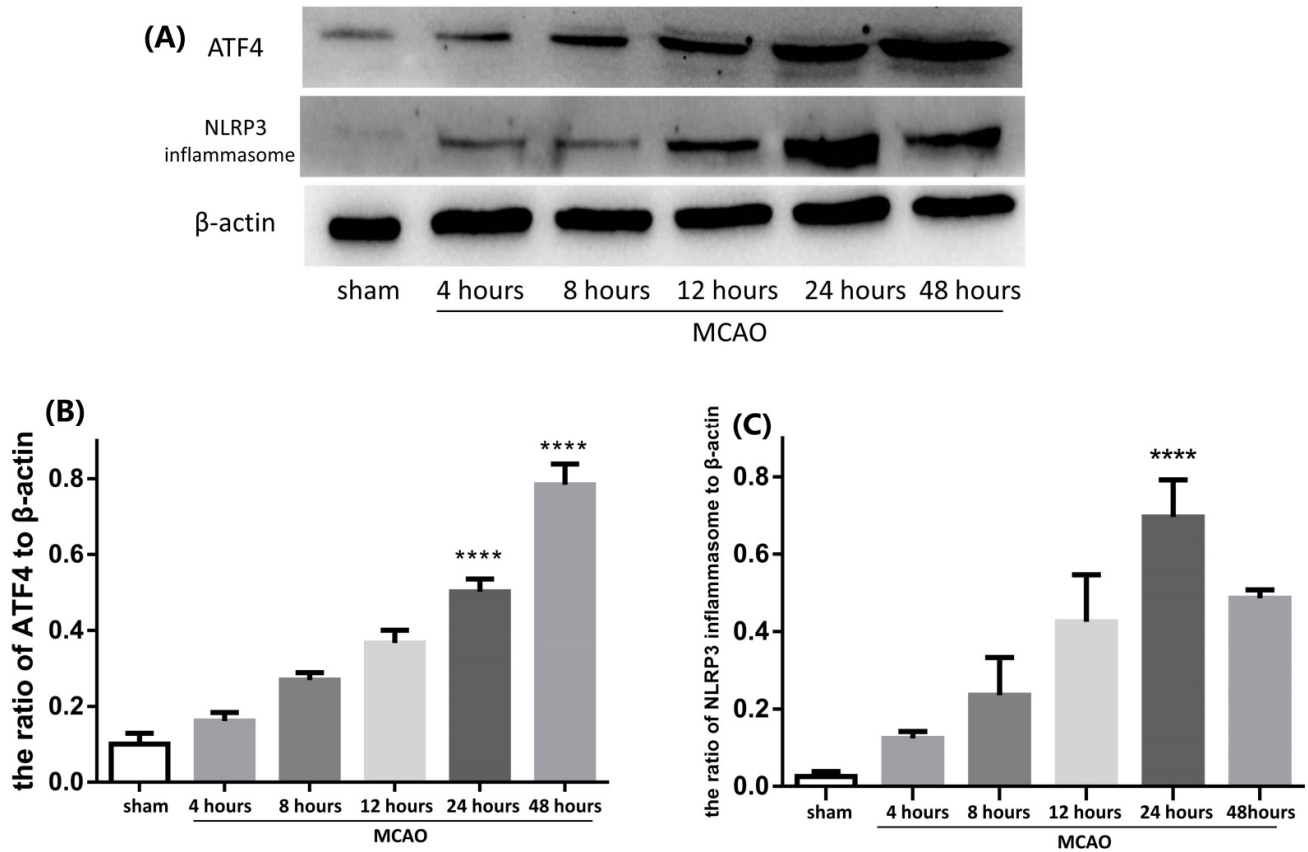 (A)
ATF4
NLRP3
inflammasome
β-actin
sham 4 hours 8 hours 12 hours 24 hours 48 hours
MCAO
(B)
the ratio of ATF4 to β-actin
0.8
0.6
0.4
0.2
0.0
****
****
sham 4 hours 8 hours 12 hours 24 hours 48 hours
MCAO
(C)
the ratio of NLRP3 inflammasome to β-actin
0.8
0.6
0.4
0.2
0.0
****
sham 4 hours 8 hours 12 hours 24 hours 48hours
MCAO